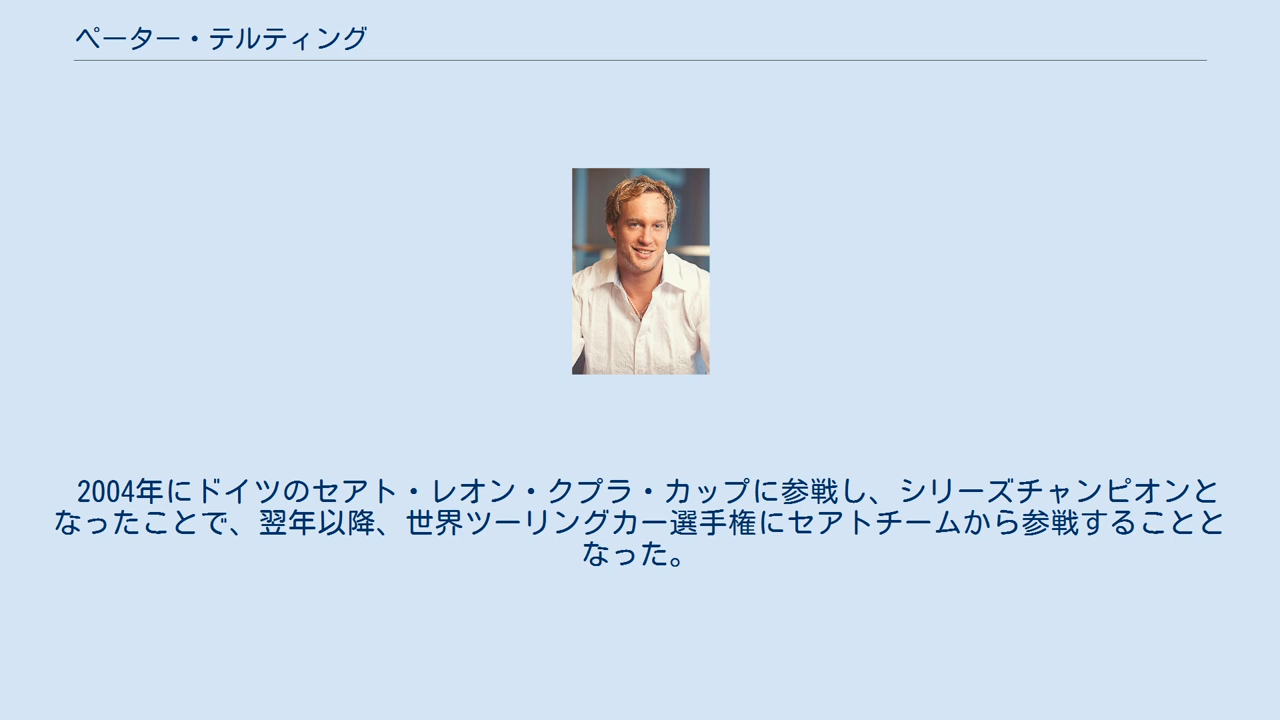 ペーター・テルティング
2004年にドイツのセアト・レオン・クプラ・カップに参戦し、シリーズチャンピオンと
なったことで、翌年以降、世界ツーリングカー選手権にセアトチームから参戦することと
なった。